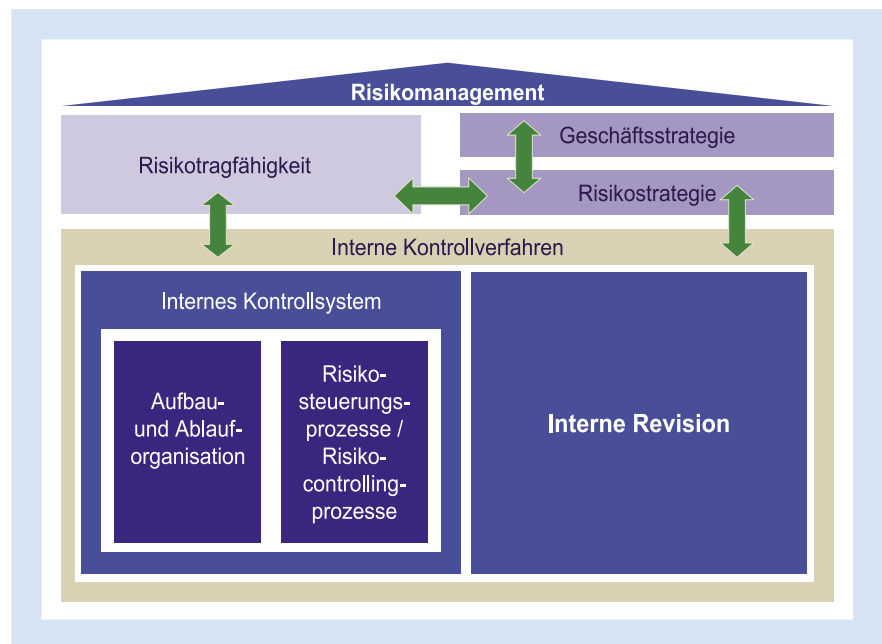 Risikomanagement
Risikotragfähigkeit
Geschäftsstrategie
Risikostrategie
Interne Kontrollverfahren
Internes Kontrollsystem
Aufbau-
und Ablauf-
organisation
Risiko-
steuerungs-
prozesse /
Risiko-
controlling-
prozesse
Interne Revision